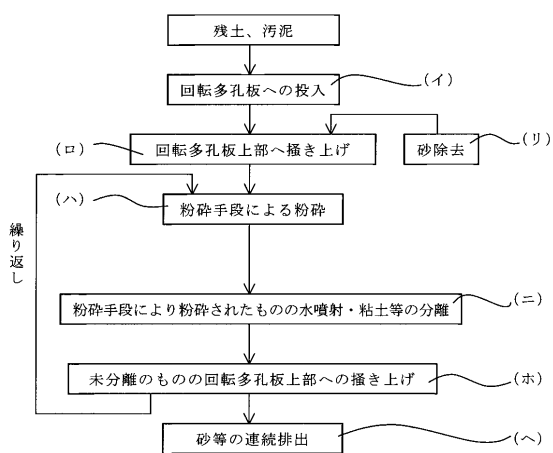 残土、汚泥
回転多孔板への投入
(イ)
(ロ)
回転多孔板上部へ掻き上げ
砂除去
(リ)
(ハ)
粉砕手段による粉砕
繰り返し
粉砕手段により粉砕されたものの水噴射・粘土等の分離
(ニ)
未分離のものの回転多孔板上部への掻き上げ
(ホ)
砂等の連続排出
(ヘ)